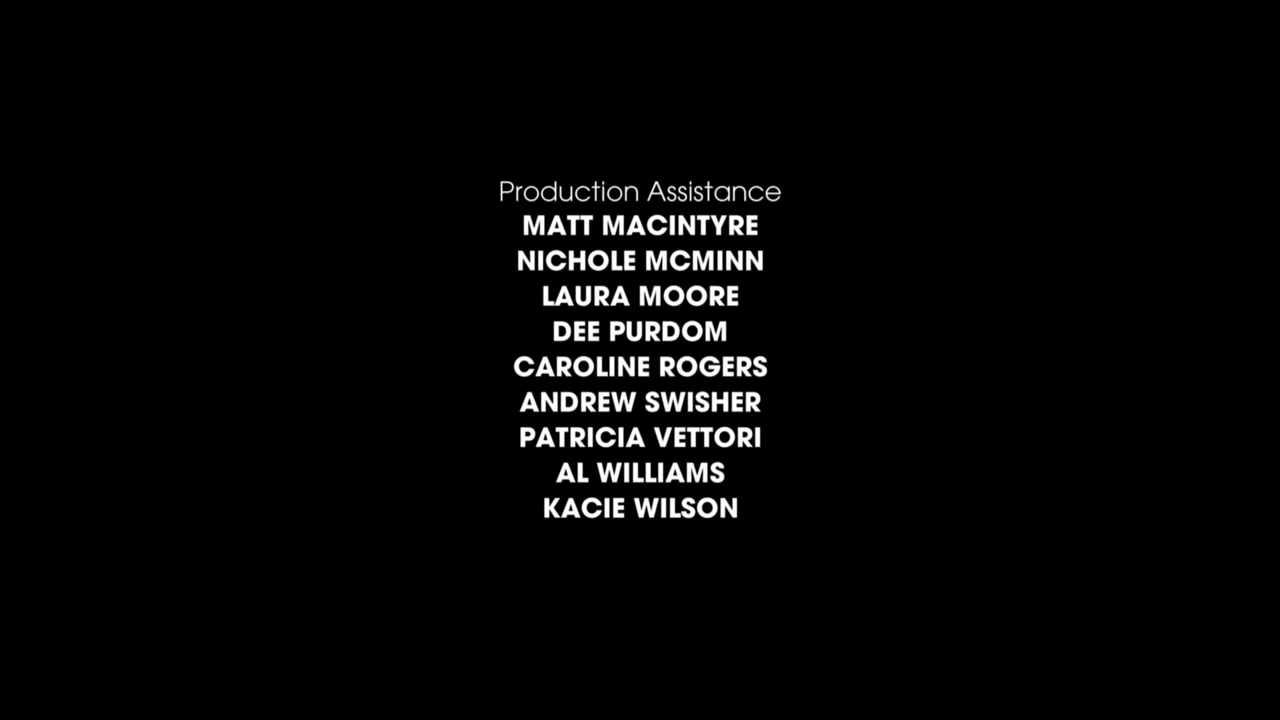 Production Assistance
MATT MACINTYRE
NICHOLE MCMINN
LAURA MOORE
DEE PURDOM
CAROLINE ROGERS
ANDREW SWISHER
PATRICIA VETTORI
AL WILLIAMS
KACIE WILSON